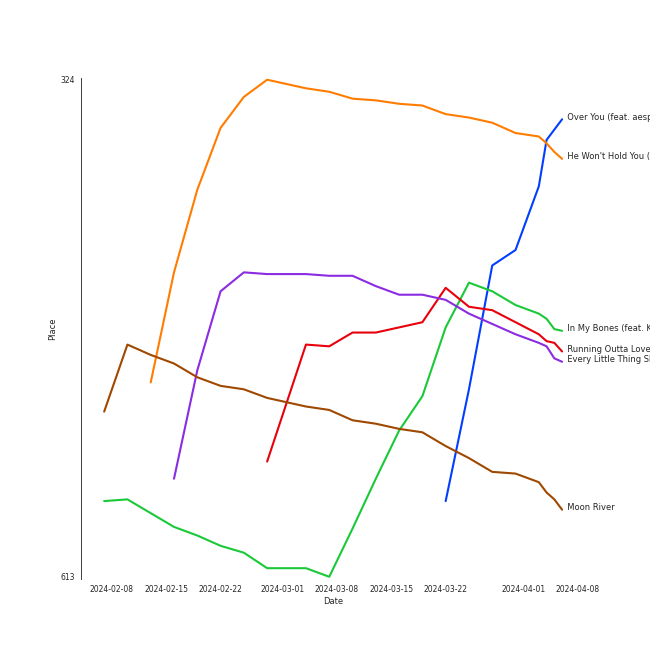 324
Over You (feat. aesp
He Won't Hold You (
Place
In My Bones (feat. K
Running Outta Love
Every Little Thing S
Moon River
613
2024-02-08 2024-02-15 2024-02-22 2024-03-01 2024-03-08 2024-03-15 2024-03-22 2024-04-01 2024-04-08
Date